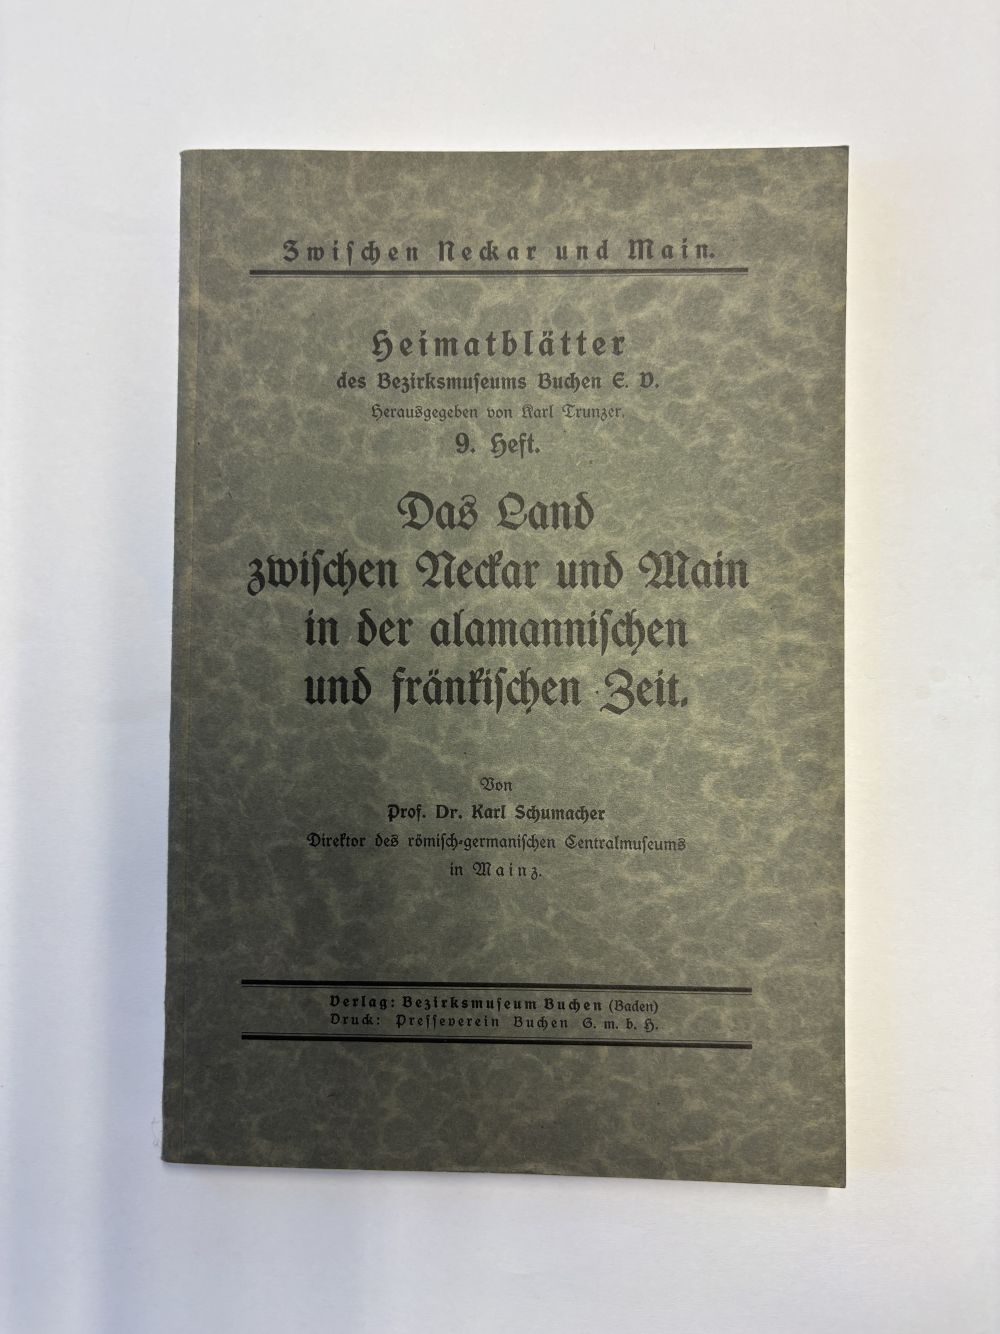 Zwischen Neckar und Main.
Heimatblätter
des Bezirksmuseums Buchen E. V.
Herausgegeben von Karl Trunzer.
9. Heft.
Das Land
zwischen Neckar und Main
in der alamannischen
und fränkischen Zeit.
Von
Prof. Dr. Karl Schumacher
Direktor des römisch-germanischen Centralmuseums
in Mainz.
Verlag: Bezirksmuseum Buchen (Baden)
Druck: Presseverein Buchen G. m. b. H.